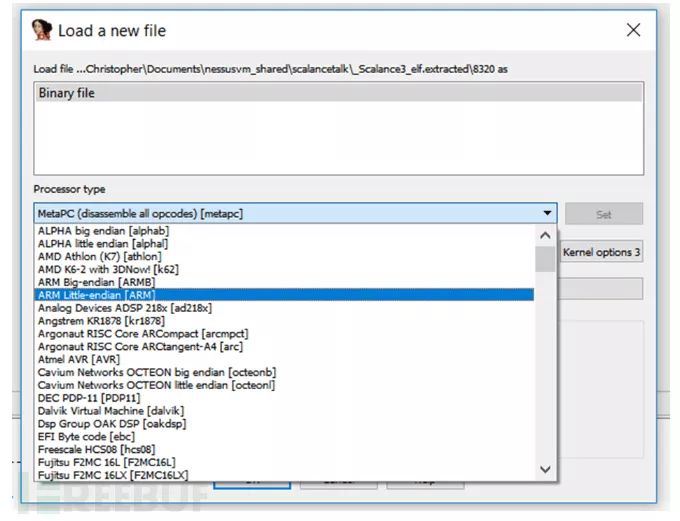 Load a new file
Load file ...Christopher\Documents\nessusvm_shared\scalancetalk\_Scalance3_elf.extracted\8320 as
Binary file
Processor type
MetaPC (disassemble all opcodes) [metapc]
Set
ALPHA big endian [alphab]
ALPHA little endian [alphal]
AMD Athlon (K7) [athlon]
Kernel options 3
AMD K6-2 with 3DNow! [k62]
ARM Big-endian [ARMB]
ARM Little-endian [ARM]
Analog Devices ADSP 218x [ad218x]
Angstrem KR1878 [kr1878]
Argonaut RISC Core ARCompact [arcmpct]
Argonaut RISC Core ARCtangent-A4 [arc]
Atmel AVR [AVR]
Cavium Networks OCTEON big endian [octeonb]
Cavium Networks OCTEON little endian [octeonl]
DEC PDP-11 [PDP11]
Dalvik Virtual Machine [dalvik]
Dsp Group OAK DSP [oakdsp]
EFI Byte code [ebc]
Freescale HCS08 [hcs08]
Fujitsu F2MC 16L [F2MC16L]
Fujitsu F2MC 16LX [F2MC16LX]
REEBUF